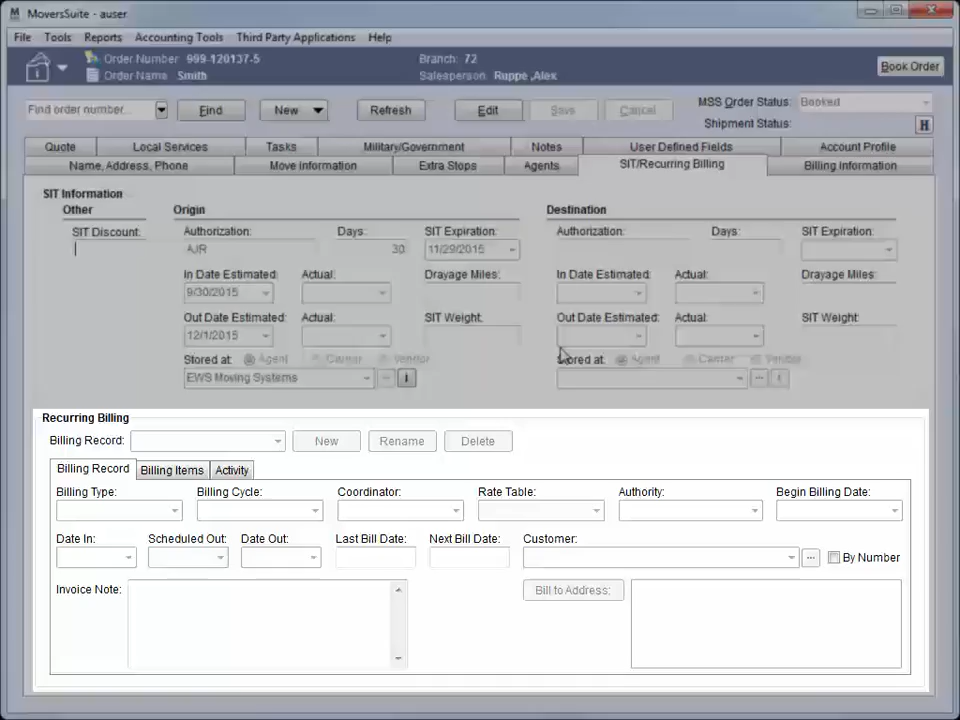 MoversSuite - auser
File Tools Reports Accounting Tools Third Party Applications Help
Order Number 999-120137-5 Branch: 72
Order Name Smith Salesperson: Ruppe ,Alex Book Order
Find order number... Find New Refresh Edit Save Cancel MSS Order Status: Booked
Shipment Status: H
Quote Local Services Tasks Military/Government Notes User Defined Fields Account Profile
Name, Address, Phone Move Information Extra Stops Agents SIT/Recurring Billing Billing Information
SIT Information
Other Origin Destination
SIT Discount: Authorization: Days: SIT Expiration: Authorization: Days: SIT Expiration:
AJR 30 11/29/2015
In Date Estimated: Actual: Drayage Miles: In Date Estimated: Actual: Drayage Miles:
9/30/2015
Out Date Estimated: Actual: SIT Weight: Out Date Estimated: Actual: SIT Weight:
12/1/2015
Stored at: Agent Carrier Vendor Stored at: Agent Carrier Vendor
EWS Moving Systems ... i ... i
Recurring Billing
Billing Record: New Rename Delete
Billing Record Billing Items Activity
Billing Type: Billing Cycle: Coordinator: Rate Table: Authority: Begin Billing Date:
Date In: Scheduled Out: Date Out: Last Bill Date: Next Bill Date: Customer:
... By Number
Invoice Note: Bill to Address: